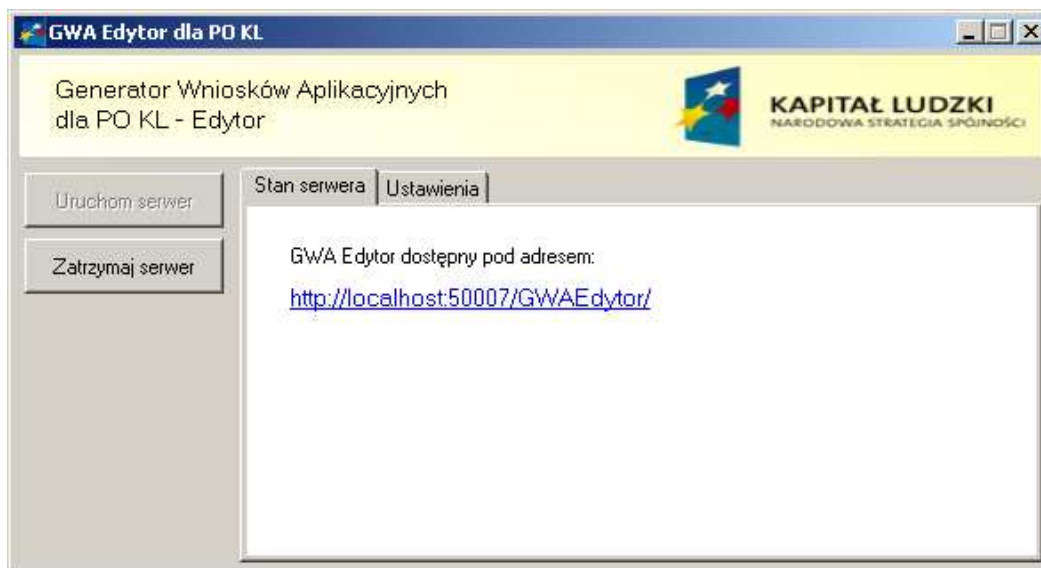 GWA Edytor dla PO KL
Generator Wniosków Aplikacyjnych
dla PO KL - Edytor
KAPITAŁ LUDZKI
NARODOWA STRATEGIA SPÓJNOŚCI
Uruchom serwer
Zatrzymaj serwer
Stan serwera
Ustawienia
GWA Edytor dostępny pod adresem:
http://localhost:50007/GWAEdytor/